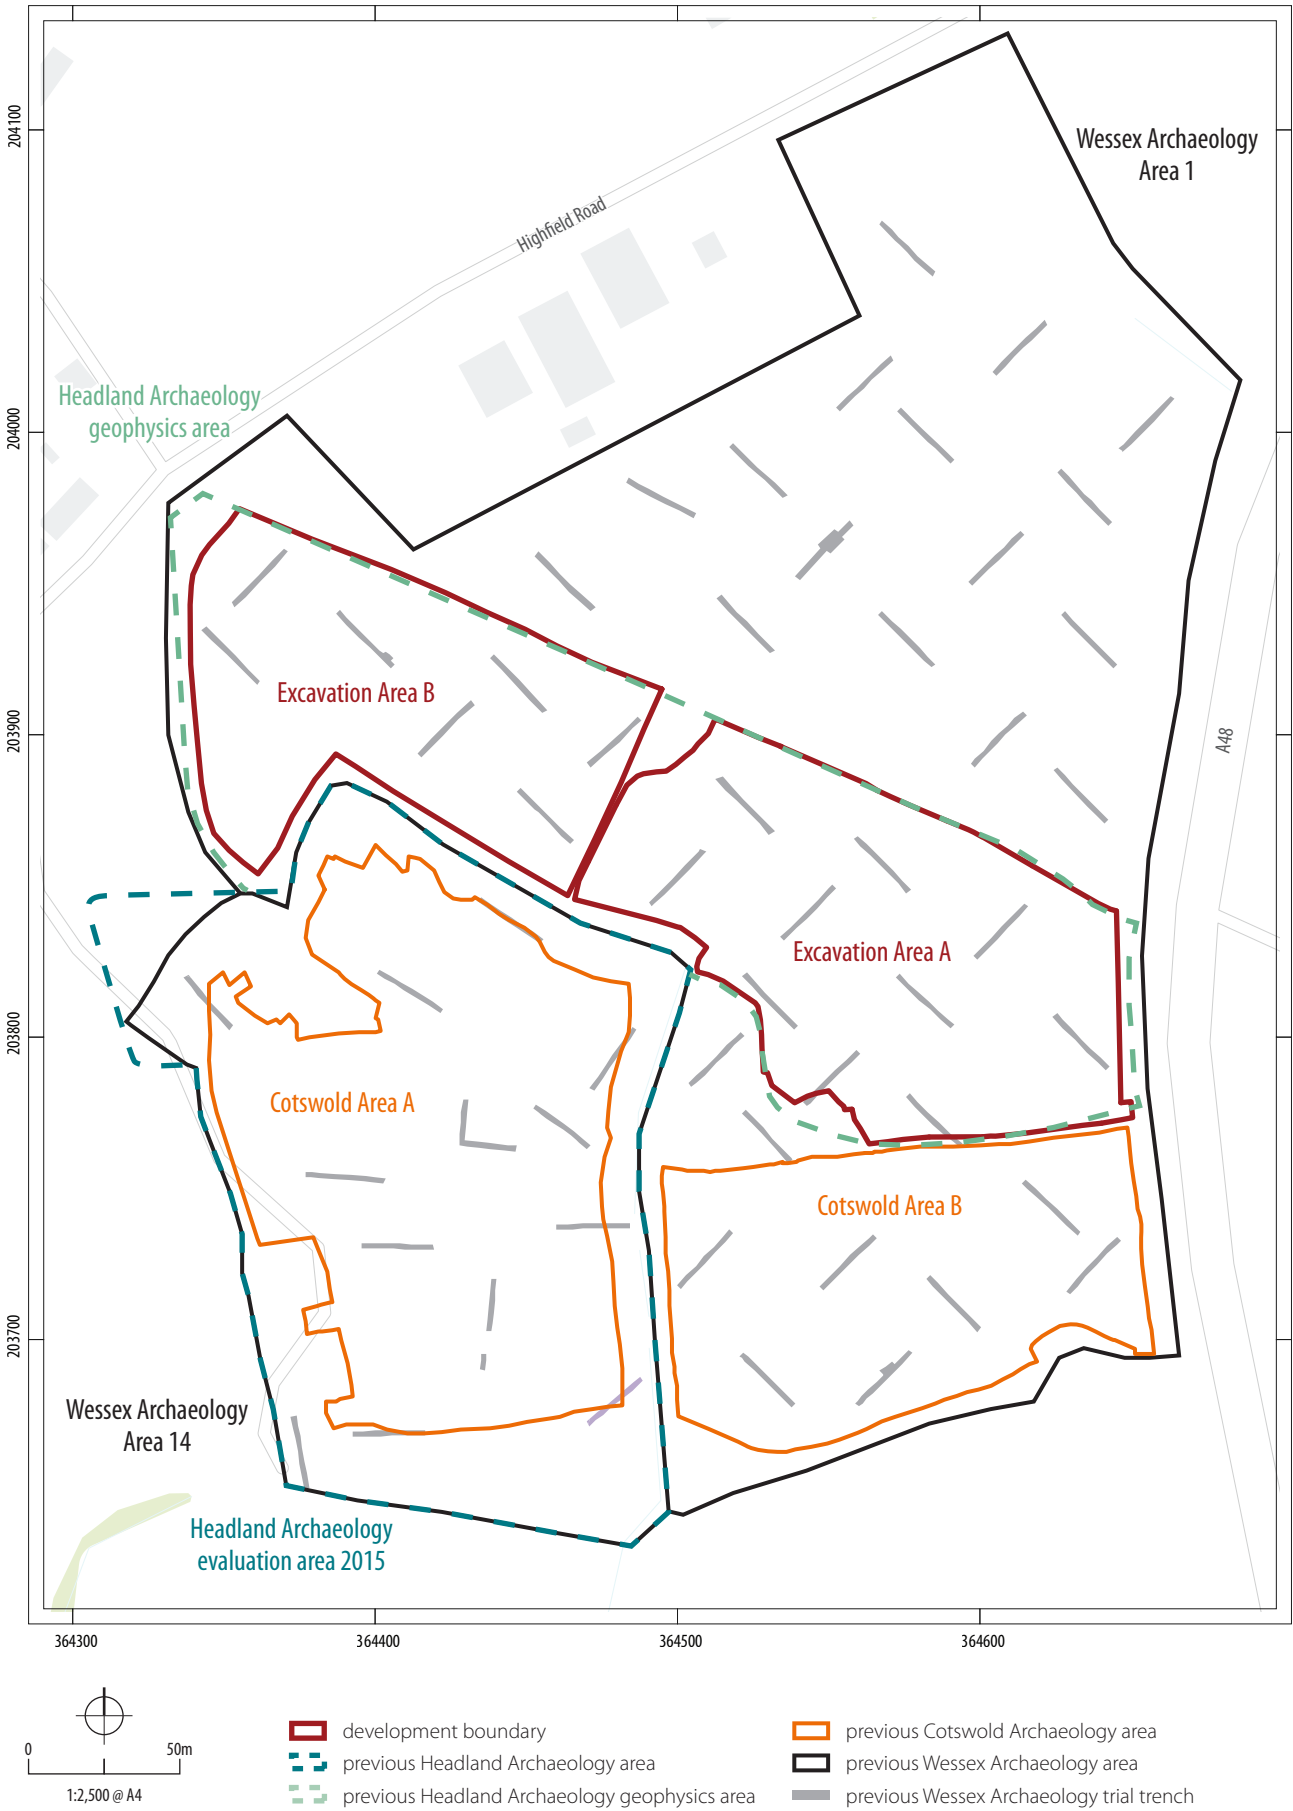 Wessex Archaeology
Area 1
Highfield Road
Headland Archaeology
geophysics area
Excavation Area B
A48
Excavation Area A
Cotswold Area A
Cotswold Area B
Wessex Archaeology
Area 14
Headland Archaeology
evaluation area 2015
204100
204000
203900
203800
203700
364300
364400
364500
364600
0
50m
1:2,500 @ A4
development boundary
previous Headland Archaeology area
previous Headland Archaeology geophysics area
previous Cotswold Archaeology area
previous Wessex Archaeology area
previous Wessex Archaeology trial trench